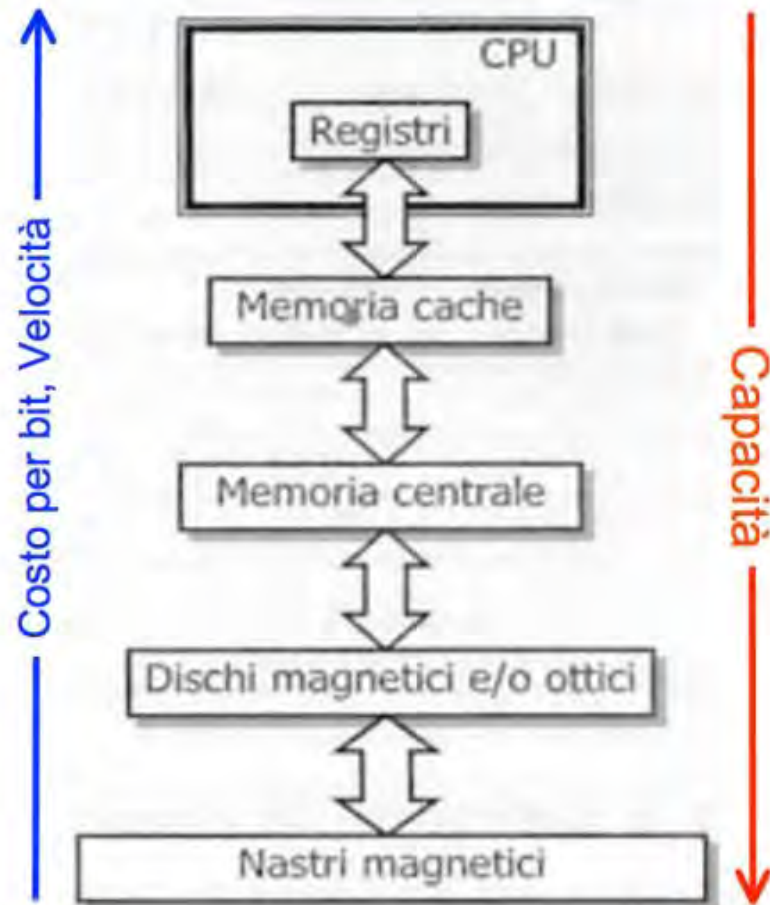 CPU
Registri
Memoria cache
Memoria centrale
Dischi magnetici e/o ottici
Nastri magnetici
Costo per bit, Velocità
Capacità